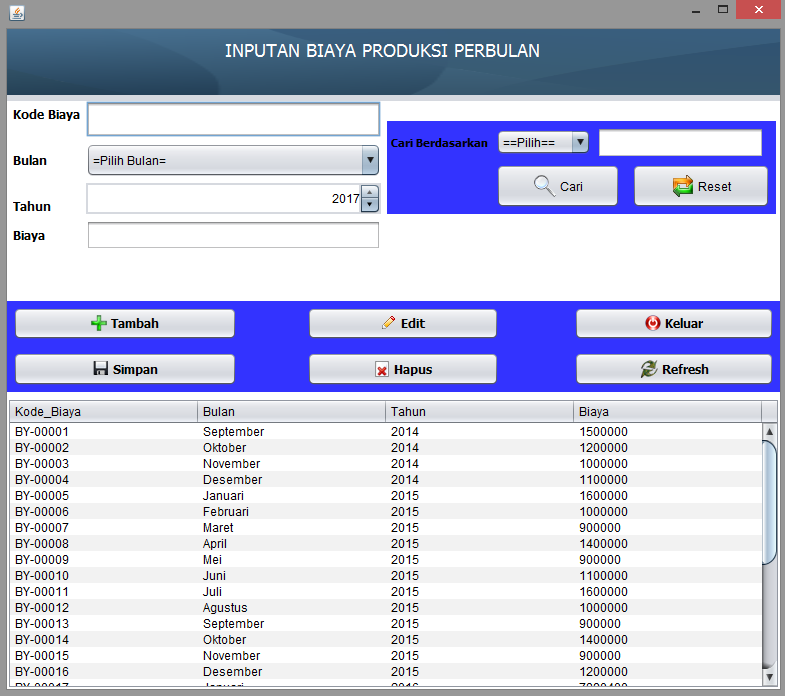 INPUTAN BIAYA PRODUKSI PERBULAN
Kode Biaya
Bulan =Pilih Bulan=
Tahun 2017
Biaya
Cari Berdasarkan ==Pilih==
Cari Reset
Tambah Edit Keluar
Simpan Hapus Refresh
Kode_Biaya Bulan Tahun Biaya
BY-00001 September 2014 1500000
BY-00002 Oktober 2014 1200000
BY-00003 November 2014 1000000
BY-00004 Desember 2014 1100000
BY-00005 Januari 2015 1600000
BY-00006 Februari 2015 1000000
BY-00007 Maret 2015 900000
BY-00008 April 2015 1400000
BY-00009 Mei 2015 900000
BY-00010 Juni 2015 1100000
BY-00011 Juli 2015 1600000
BY-00012 Agustus 2015 1000000
BY-00013 September 2015 900000
BY-00014 Oktober 2015 1400000
BY-00015 November 2015 900000
BY-00016 Desember 2015 1200000
BY-00017 Januari 2016